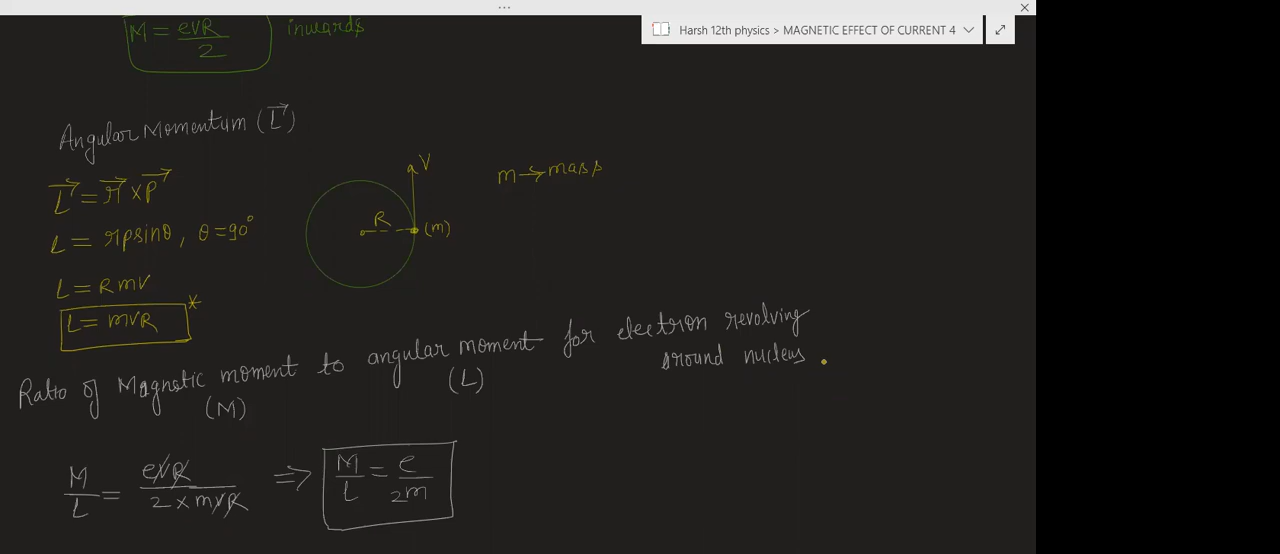 Harsh 12th physics > MAGNETIC EFFECT OF CURRENT 4
M = evR/2 inwards
Angular Momentum (L⃗)
L⃗ = r⃗ × P⃗
L = rpsinθ, θ = 90°
L = RmV
L = mVR *
V
R
(m)
m → mass
Ratio of Magnetic moment to angular moment for electron revolving
around nucleus .
(M) (L)
M/L = evR/2 × mvR ⇒ M/L = e/2m